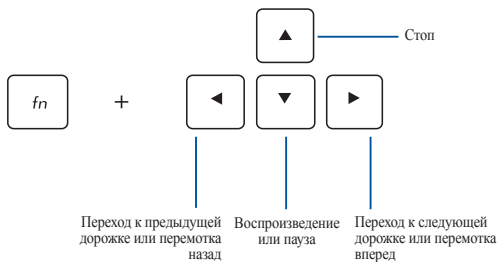 Стоп
fn +
Переход к предыдущей
дорожке или перемотка
назад
Воспроизведение
или пауза
Переход к следующей
дорожке или перемотка
вперед